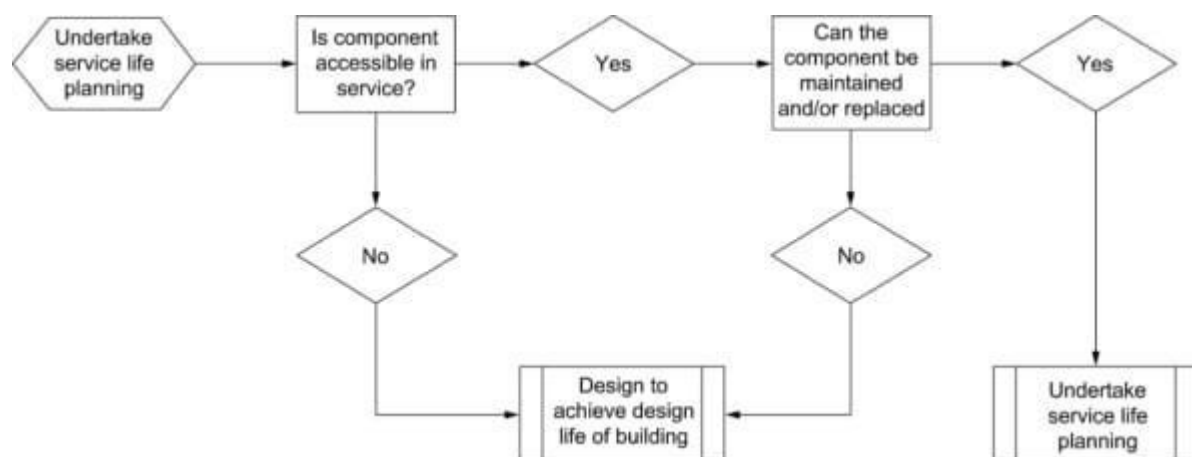 Undertake
service life
planning
Is component
accessible in
service?
Yes
Can the
component be
maintained
and/or replaced
Yes
No
No
Design to
achieve design
life of building
Undertake
service life
planning